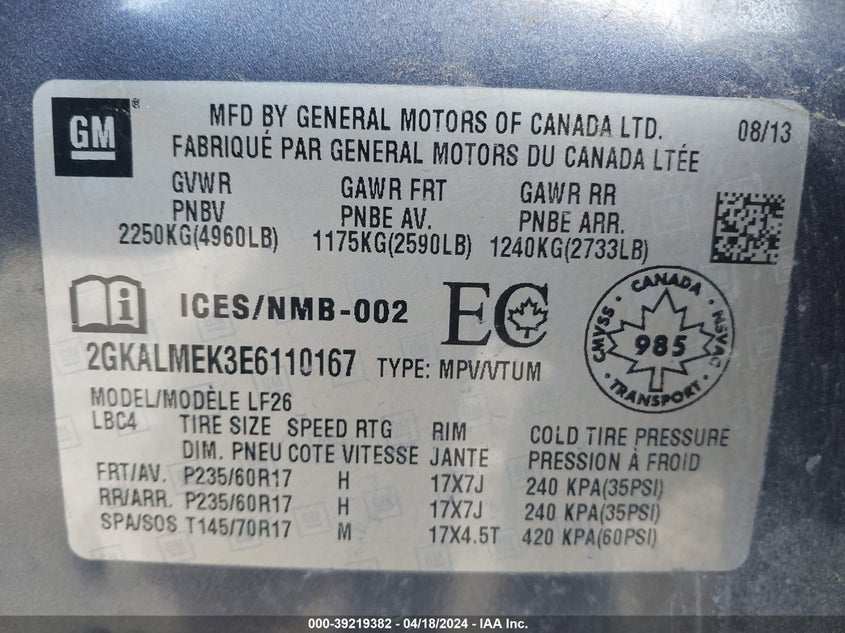 GM ®
MFD BY GENERAL MOTORS OF CANADA LTD. 08/13
FABRIQUÉ PAR GENERAL MOTORS DU CANADA LTÉE
GVWR GAWR FRT GAWR RR
PNBV PNBE AV. PNBE ARR.
2250KG(4960LB) 1175KG(2590LB) 1240KG(2733LB)
i ICES/NMB-002 EC
CANADA
CMVSS 985 NSVAC
TRANSPORT
2GKALMEK3E6110167 TYPE: MPV/VTUM
MODEL/MODÈLE LF26
LBC4 TIRE SIZE SPEED RTG RIM COLD TIRE PRESSURE
DIM. PNEU COTE VITESSE JANTE PRESSION À FROID
FRT/AV. P235/60R17 H 17X7J 240 KPA(35PSI)
RR/ARR. P235/60R17 H 17X7J 240 KPA(35PSI)
SPA/SOS T145/70R17 M 17X4.5T 420 KPA(60PSI)
000-39219382 - 04/18/2024 - IAA Inc.